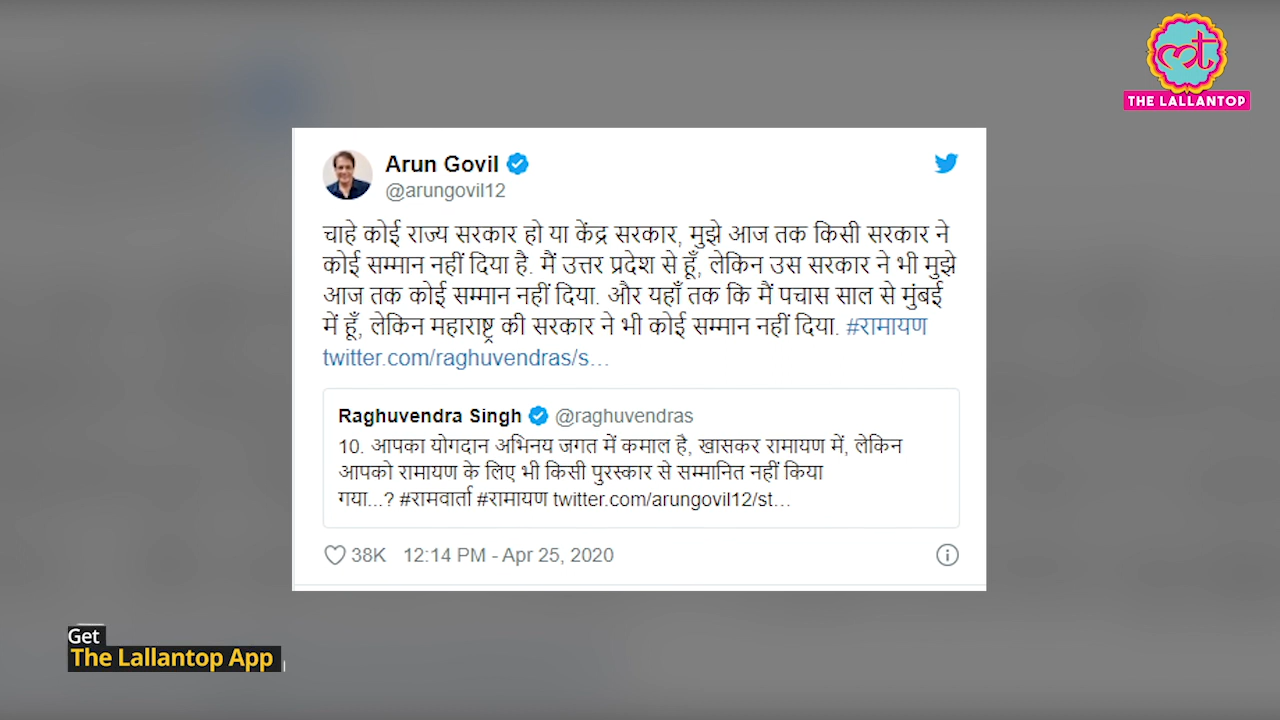 THE LALLANTOP
Arun Govil
@arungovil12
चाहे कोई राज्य सरकार हो या केंद्र सरकार, मुझे आज तक किसी सरकार ने
कोई सम्मान नहीं दिया है. मैं उत्तर प्रदेश से हूँ, लेकिन उस सरकार ने भी मुझे
आज तक कोई सम्मान नहीं दिया. और यहाँ तक कि मैं पचास साल से मुंबई
में हूँ, लेकिन महाराष्ट्र की सरकार ने भी कोई सम्मान नहीं दिया. #रामायण
twitter.com/raghuvendras/s…
Raghuvendra Singh @raghuvendras
10. आपका योगदान अभिनय जगत में कमाल है, खासकर रामायण में, लेकिन
आपको रामायण के लिए भी किसी पुरस्कार से सम्मानित नहीं किया
गया...? #रामवार्ता #रामायण twitter.com/arungovil12/st…
38K 12:14 PM - Apr 25, 2020
Get
The Lallantop App